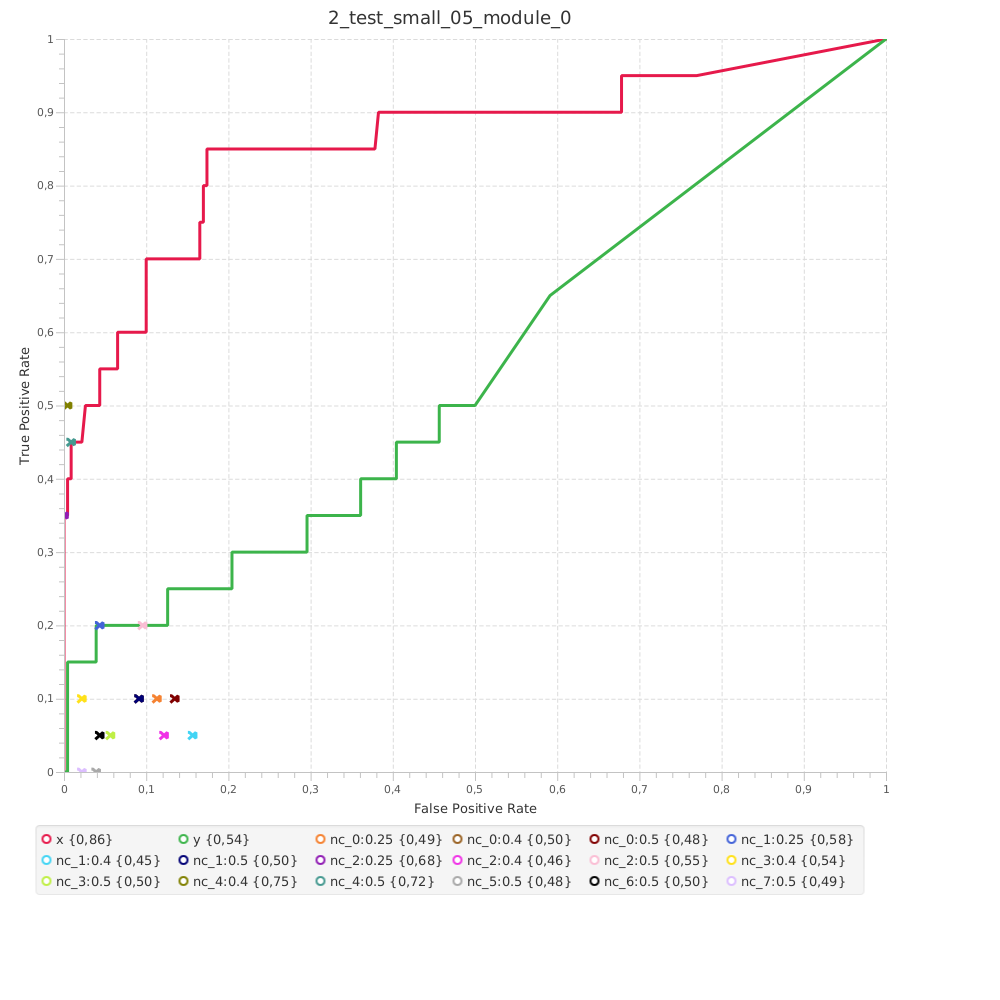 2_test_small_05_module_0
1
0,9
0,8
0,7
0,6
0,5
0,4
0,3
0,2
0,1
0
True Positive Rate
0 0,1 0,2 0,3 0,4 0,5 0,6 0,7 0,8 0,9 1
False Positive Rate
x {0,86} y {0,54} nc_0:0.25 {0,49} nc_0:0.4 {0,50} nc_0:0.5 {0,48} nc_1:0.25 {0,58}
nc_1:0.4 {0,45} nc_1:0.5 {0,50} nc_2:0.25 {0,68} nc_2:0.4 {0,46} nc_2:0.5 {0,55} nc_3:0.4 {0,54}
nc_3:0.5 {0,50} nc_4:0.4 {0,75} nc_4:0.5 {0,72} nc_5:0.5 {0,48} nc_6:0.5 {0,50} nc_7:0.5 {0,49}